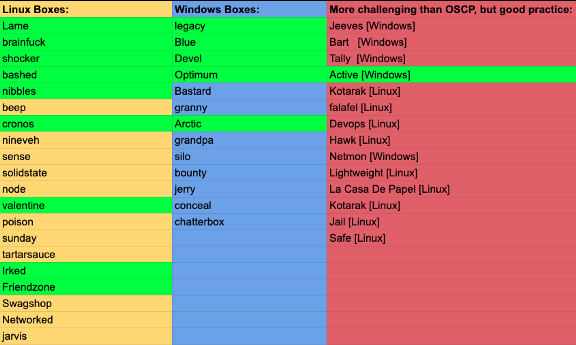 Linux Boxes: Windows Boxes: More challenging than OSCP, but good practice:
Lame legacy Jeeves [Windows]
brainfuck Blue Bart [Windows]
shocker Devel Tally [Windows]
bashed Optimum Active [Windows]
nibbles Bastard Kotarak [Linux]
beep granny falafel [Linux]
cronos Arctic Devops [Linux]
nineveh grandpa Hawk [Linux]
sense silo Netmon [Windows]
solidstate bounty Lightweight [Linux]
node jerry La Casa De Papel [Linux]
valentine conceal Kotarak [Linux]
poison chatterbox Jail [Linux]
sunday Safe [Linux]
tartarsauce
Irked
Friendzone
Swagshop
Networked
jarvis